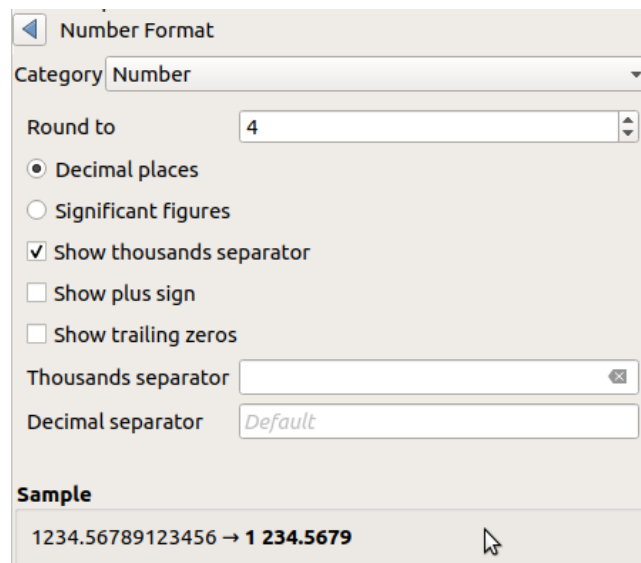 Number Format
Category Number
Round to 4
Decimal places
Significant figures
Show thousands separator
Show plus sign
Show trailing zeros
Thousands separator
Decimal separator Default
Sample
1234.56789123456 → 1 234.5679